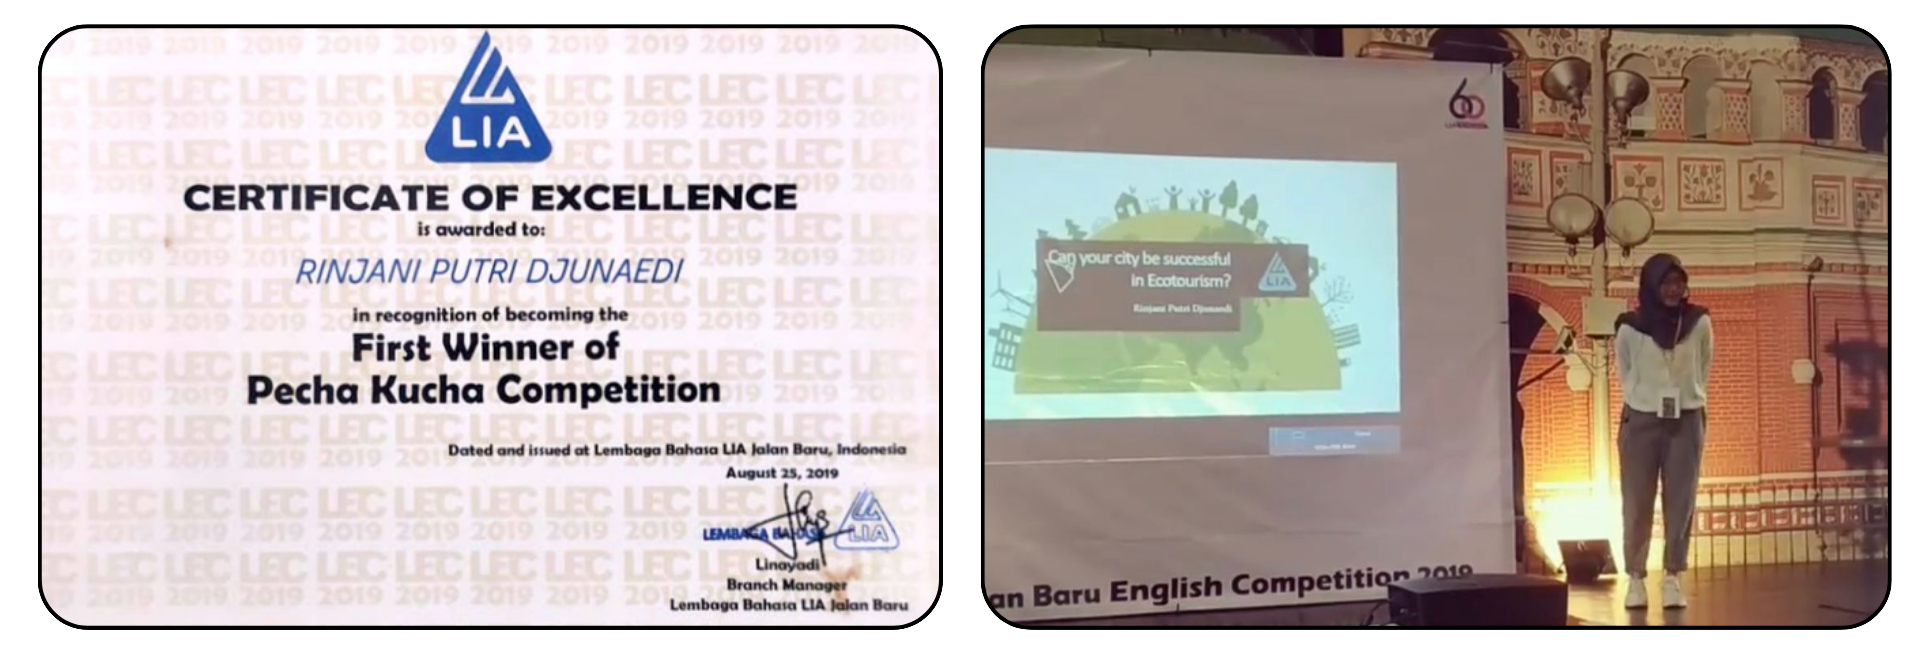 LIA
CERTIFICATE OF EXCELLENCE
is awarded to:
RINJANI PUTRI DJUNAEDI
in recognition of becoming the
First Winner of
Pecha Kucha Competition
Dated and issued at Lembaga Bahasa LIA Jalan Baru, Indonesia
August 25, 2019
LEMBAGA BAHASA
LIA
Linayadi
Branch Manager
Lembaga Bahasa LIA Jalan Baru
60
Can your city be successful
in Ecotourism?
LIA
Rinjani Putri Djunaedi
an Baru English Competition 2019